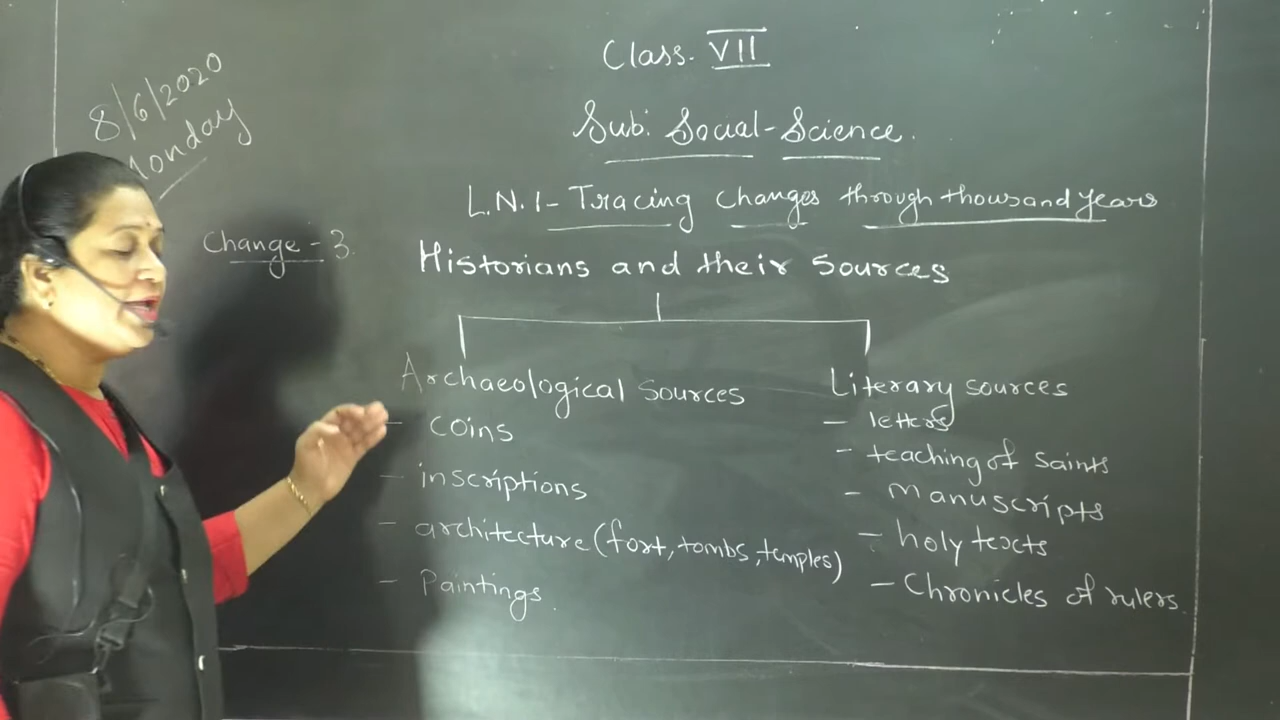 8/6/2020
Monday
Class. VII
Sub: Social-Science.
L.N.1- Tracing changes through thousand years
Change - 3.
Historians and their sources
Archaeological sources
- coins
- inscriptions
- architecture (fort, tombs, temples)
- Paintings.
Literary sources
- letters
- teaching of saints
- Manuscripts
- holy texts
- Chronicles of rulers.